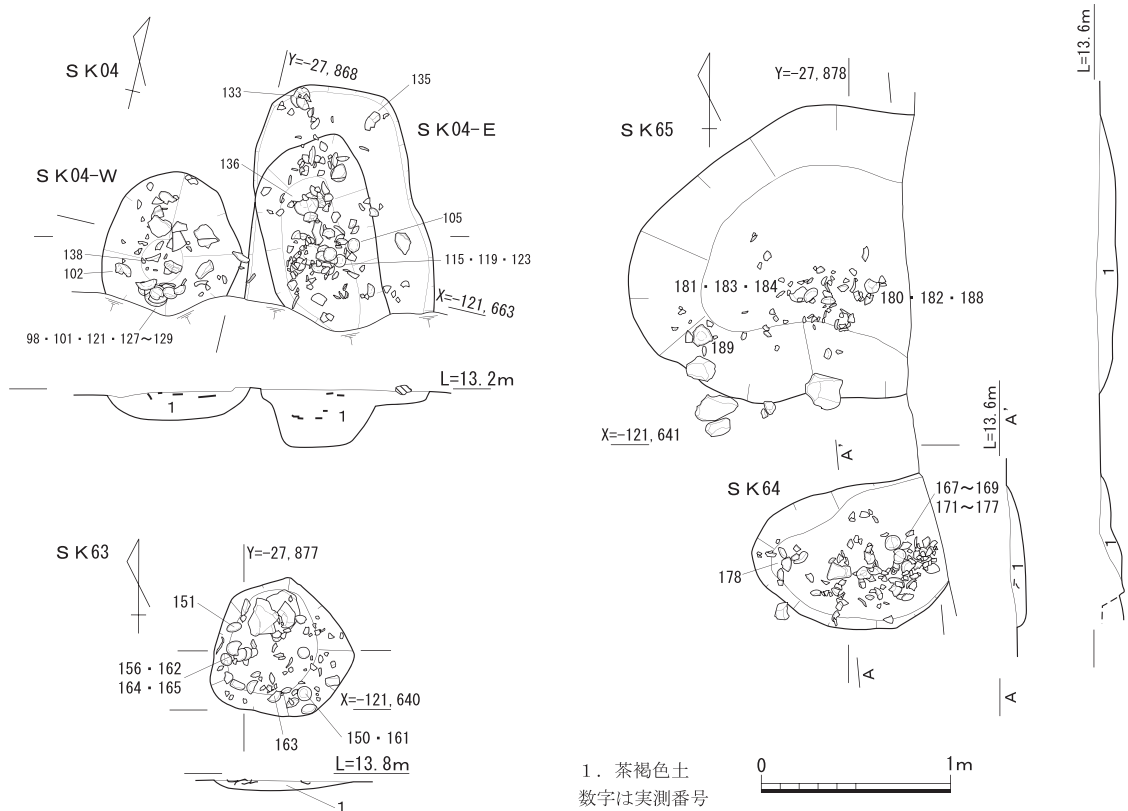 SK04
Y=-27,868
133
135
SK04-E
SK04-W
136
105
138
102
115・119・123
X=-121,663
98・101・121・127～129
L=13.2m
1
1
SK63
Y=-27,877
151
156・162
164・165
X=-121,640
150・161
163
L=13.8m
1
SK65
Y=-27,878
L=13.6m
181・183・184
180・182・188
189
1
X=-121,641
A'
L=13.6m
A'
SK64
167～169
171～177
178
1
1
A
A
1．茶褐色土
数字は実測番号
0
1m